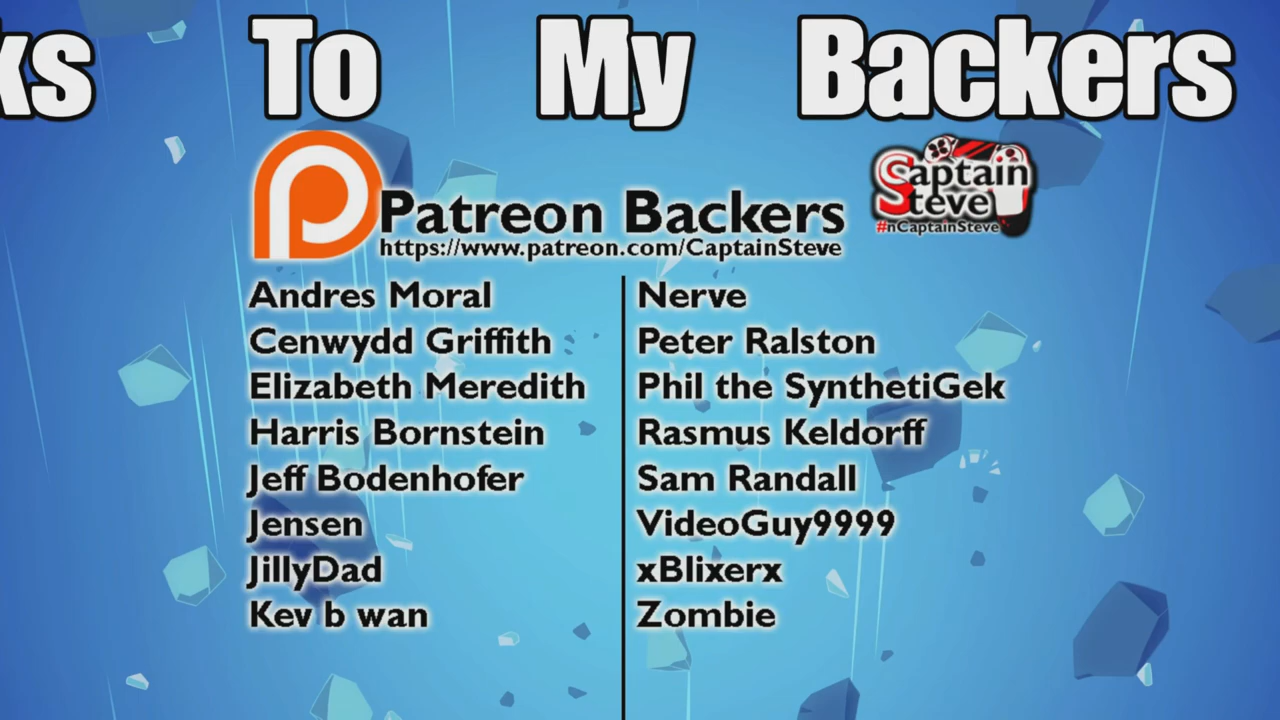 ks To My Backers
Patreon Backers
https://www.patreon.com/CaptainSteve
Captain
Steve
#nCaptainSteve
Andres Moral
Cenwydd Griffith
Elizabeth Meredith
Harris Bornstein
Jeff Bodenhofer
Jensen
JillyDad
Kev b wan
Nerve
Peter Ralston
Phil the SynthetiGek
Rasmus Keldorff
Sam Randall
VideoGuy9999
xBlixerx
Zombie